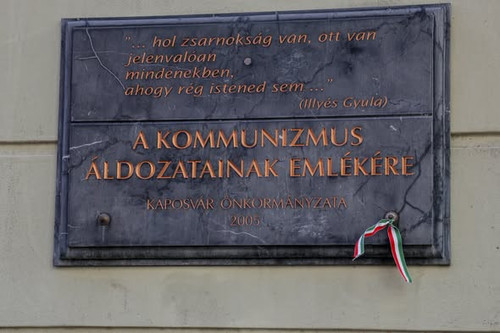 "... hol zsarnokság van, ott van
jelenvalóan
mindenekben,
ahogy rég istened sem ..."
(Illyés Gyula)
A KOMMUNIZMUS
ÁLDOZATAINAK EMLÉKÉRE
KAPOSVÁR ÖNKORMÁNYZATA
2005